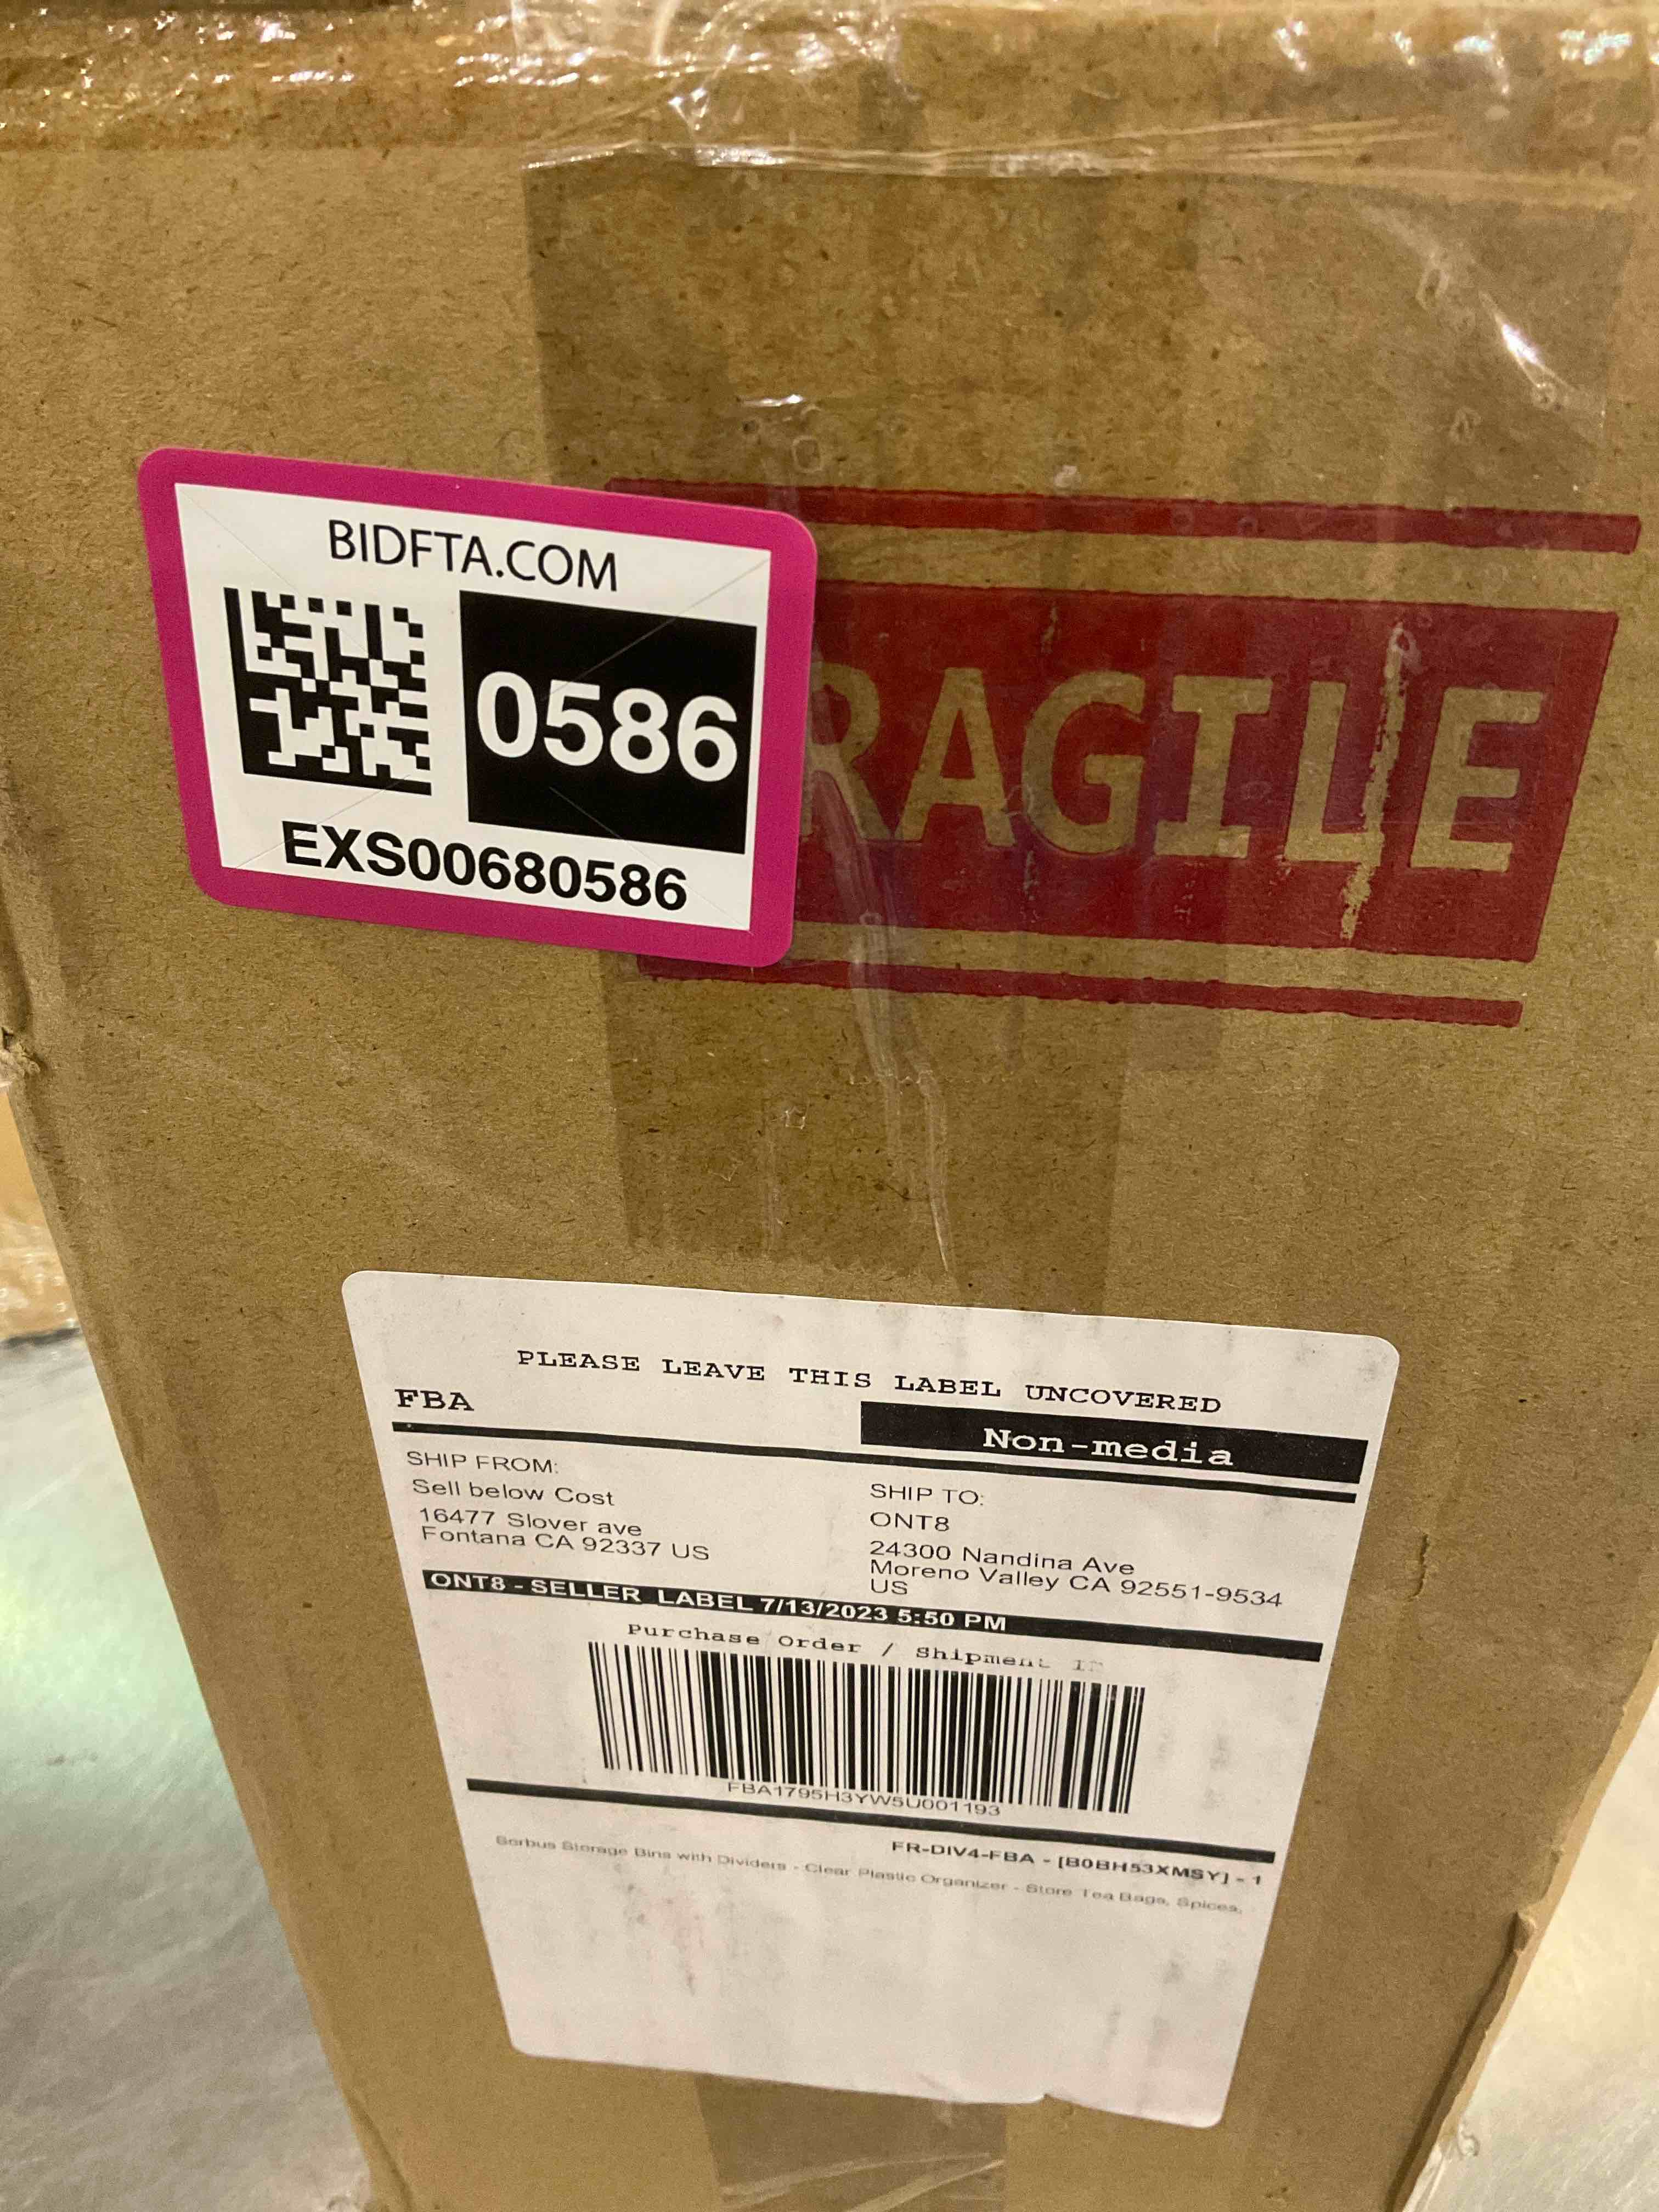 BIDFTA.COM
0586
EXS00680586
RAGILE
PLEASE LEAVE THIS LABEL UNCOVERED
FBA
Non-media
SHIP FROM:
Sell below Cost
16477 Slover ave
Fontana CA 92337 US
SHIP TO:
ONT8
24300 Nandina Ave
Moreno Valley CA 92551-9534
US
ONT8 - SELLER LABEL 7/13/2023 5:50 PM
Purchase Order / Shipment
FBA1795H3YW5U001193
FR-DIV4-FBA - [B0BH53XMSY] - 1
Sorbus Storage Bins with Dividers - Clear Plastic Organizer - Store Tea Bags, Spices,